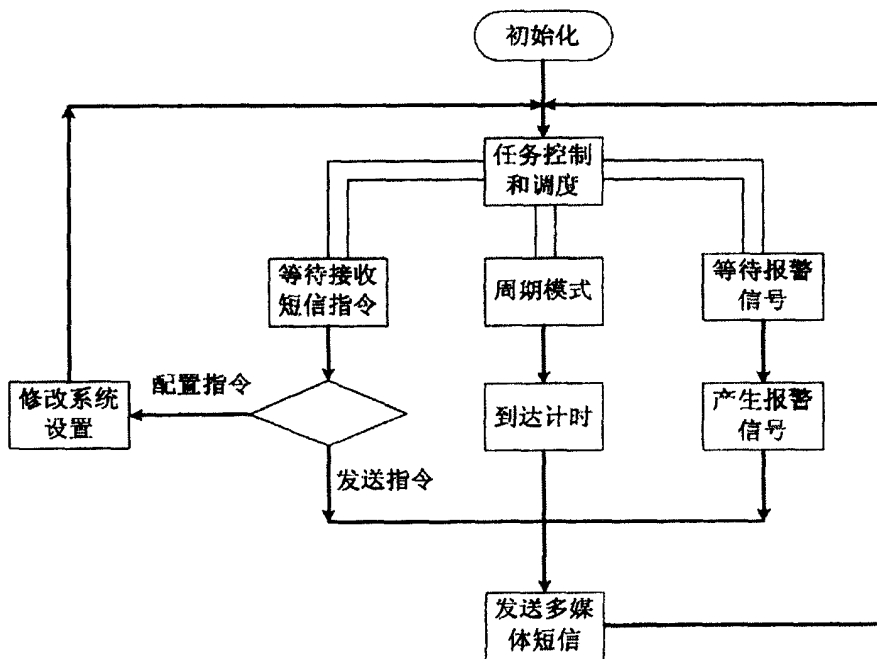 初始化
任务控制
和调度
等待接收
短信指令
周期模式
等待报警
信号
配置指令
修改系统
设置
到达计时
产生报警
信号
发送指令
发送多媒
体短信